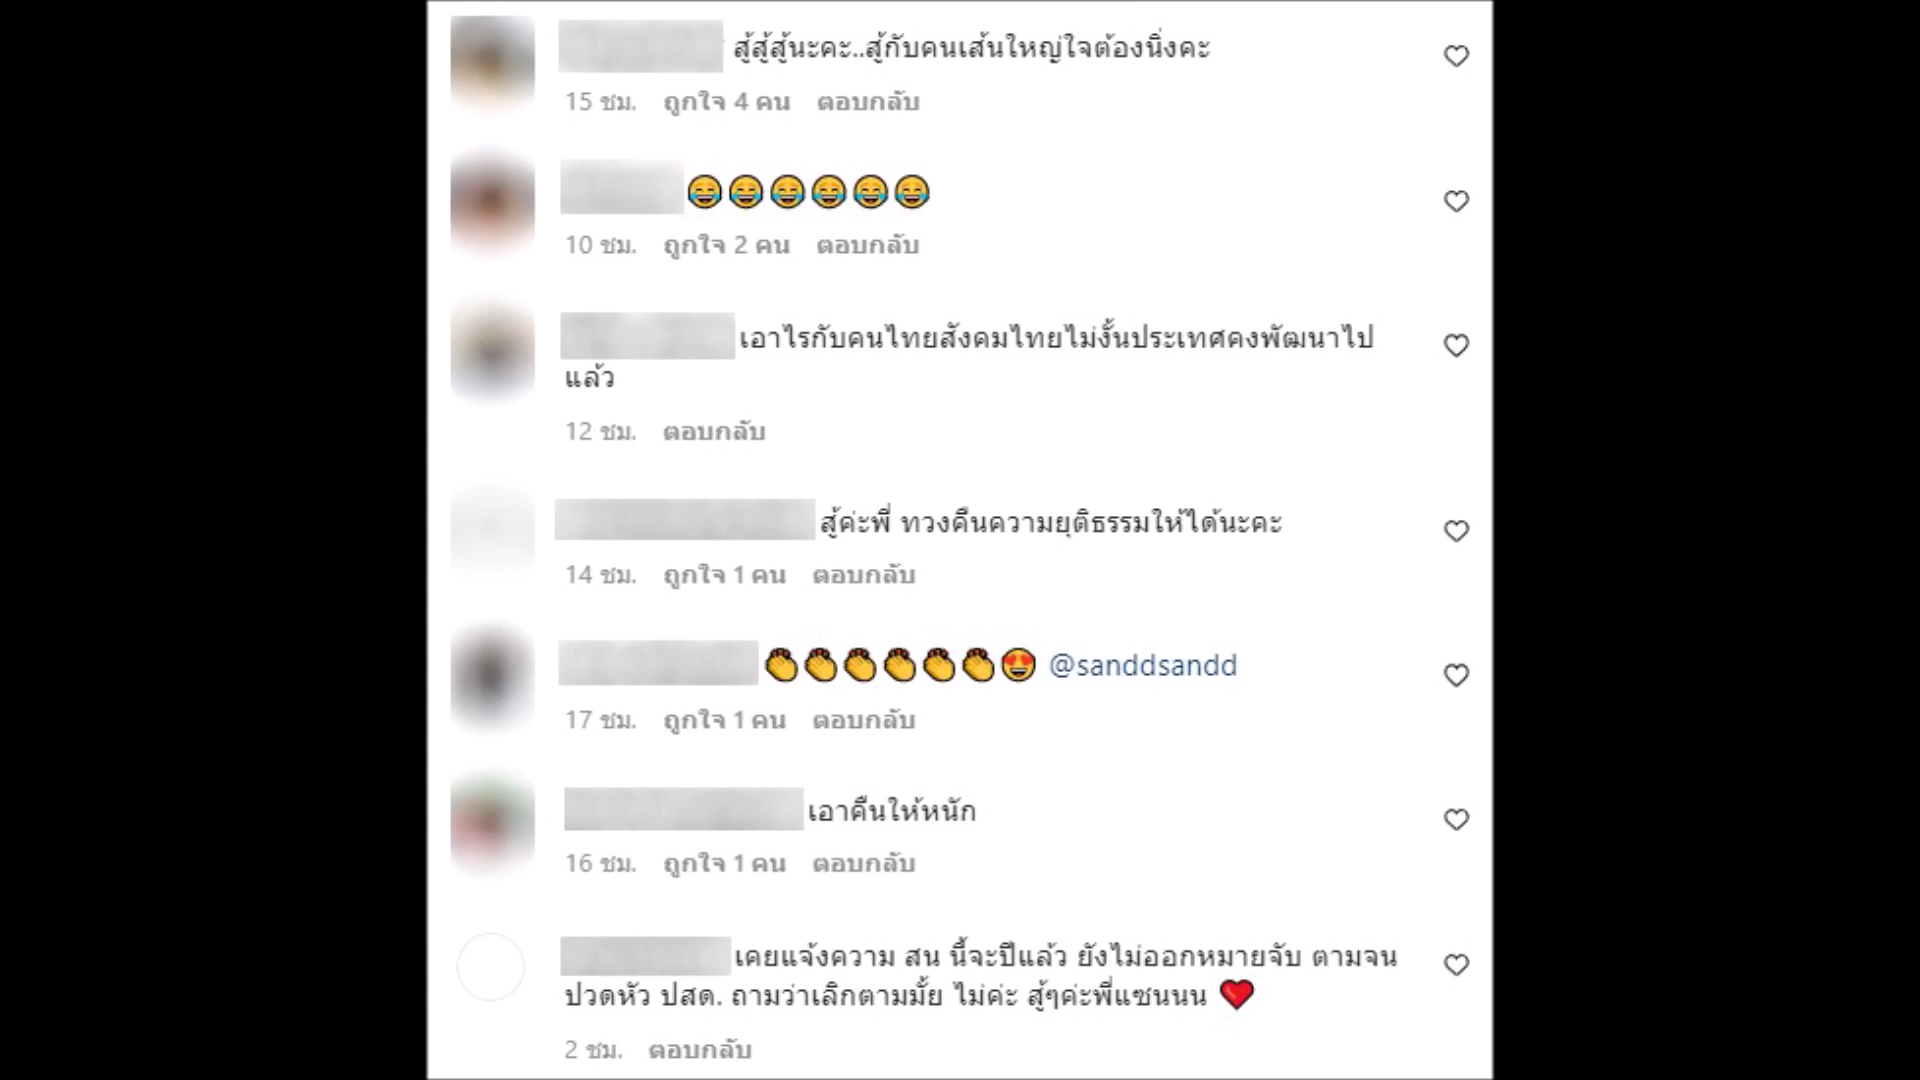 สู้สู้สู้นะคะ..สู้กับคนเส้นใหญ่ใจต้องนิ่งคะ
15 ชม. ถูกใจ 4 คน ตอบกลับ
😂😂😂😂😂😂
10 ชม. ถูกใจ 2 คน ตอบกลับ
เอาไรกับคนไทยสังคมไทยไม่งั้นประเทศคงพัฒนาไป
แล้ว
12 ชม. ตอบกลับ
สู้ค่ะพี่ ทวงคืนความยุติธรรมให้ได้นะคะ
14 ชม. ถูกใจ 1 คน ตอบกลับ
👏👏👏👏👏👏😍 @sanddsandd
17 ชม. ถูกใจ 1 คน ตอบกลับ
เอาคืนให้หนัก
16 ชม. ถูกใจ 1 คน ตอบกลับ
เคยแจ้งความ สน นี้จะปีแล้ว ยังไม่ออกหมายจับ ตามจน
ปวดหัว ปสด. ถามว่าเลิกตามมั้ย ไม่ค่ะ สู้ๆค่ะพี่แซนนน ❤️
2 ชม. ตอบกลับ